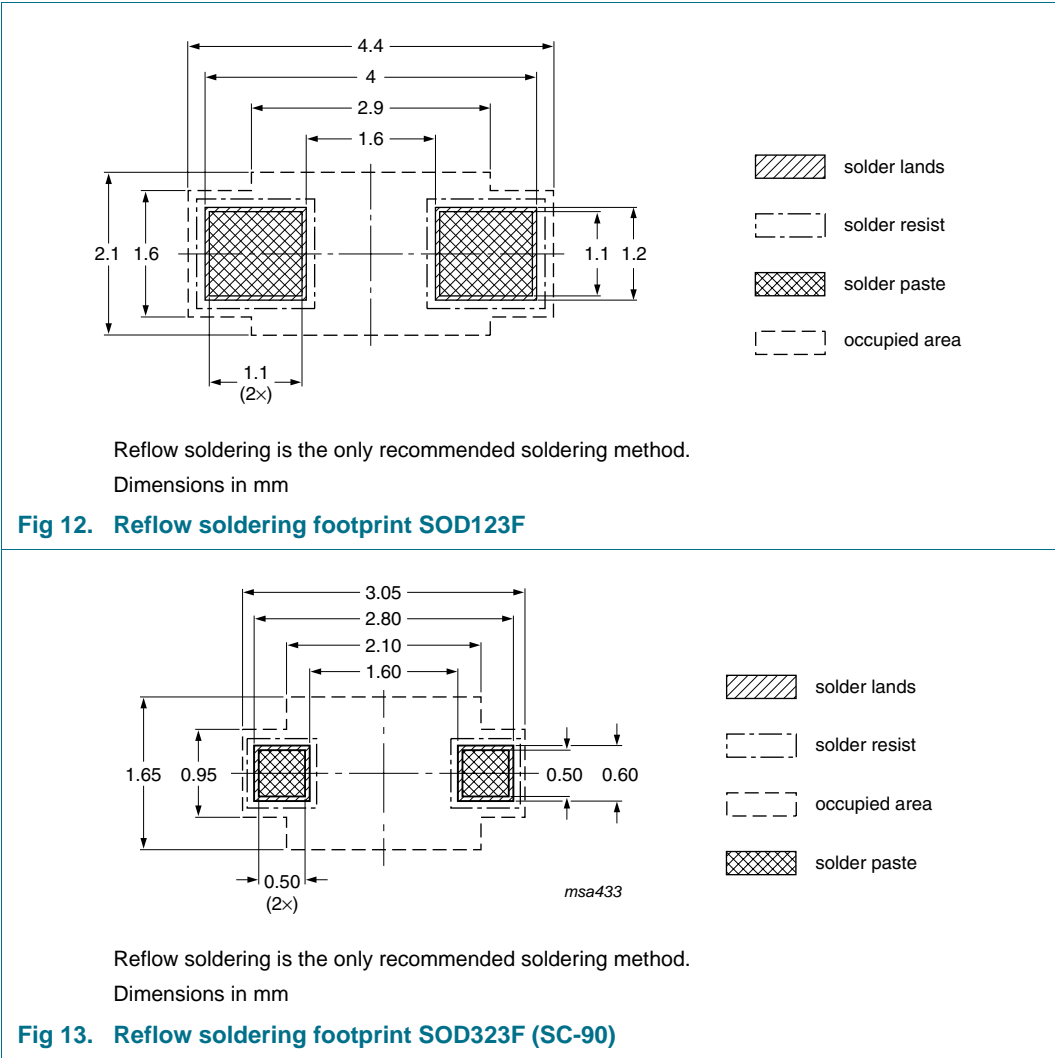 4.4
4
2.9
1.6
2.1 1.6
1.1 1.2
1.1
(2×)
solder lands
solder resist
solder paste
occupied area
Reflow soldering is the only recommended soldering method.
Dimensions in mm
Fig 12. Reflow soldering footprint SOD123F
3.05
2.80
2.10
1.60
1.65 0.95
0.50 0.60
0.50
(2×)
msa433
solder lands
solder resist
occupied area
solder paste
Reflow soldering is the only recommended soldering method.
Dimensions in mm
Fig 13. Reflow soldering footprint SOD323F (SC-90)